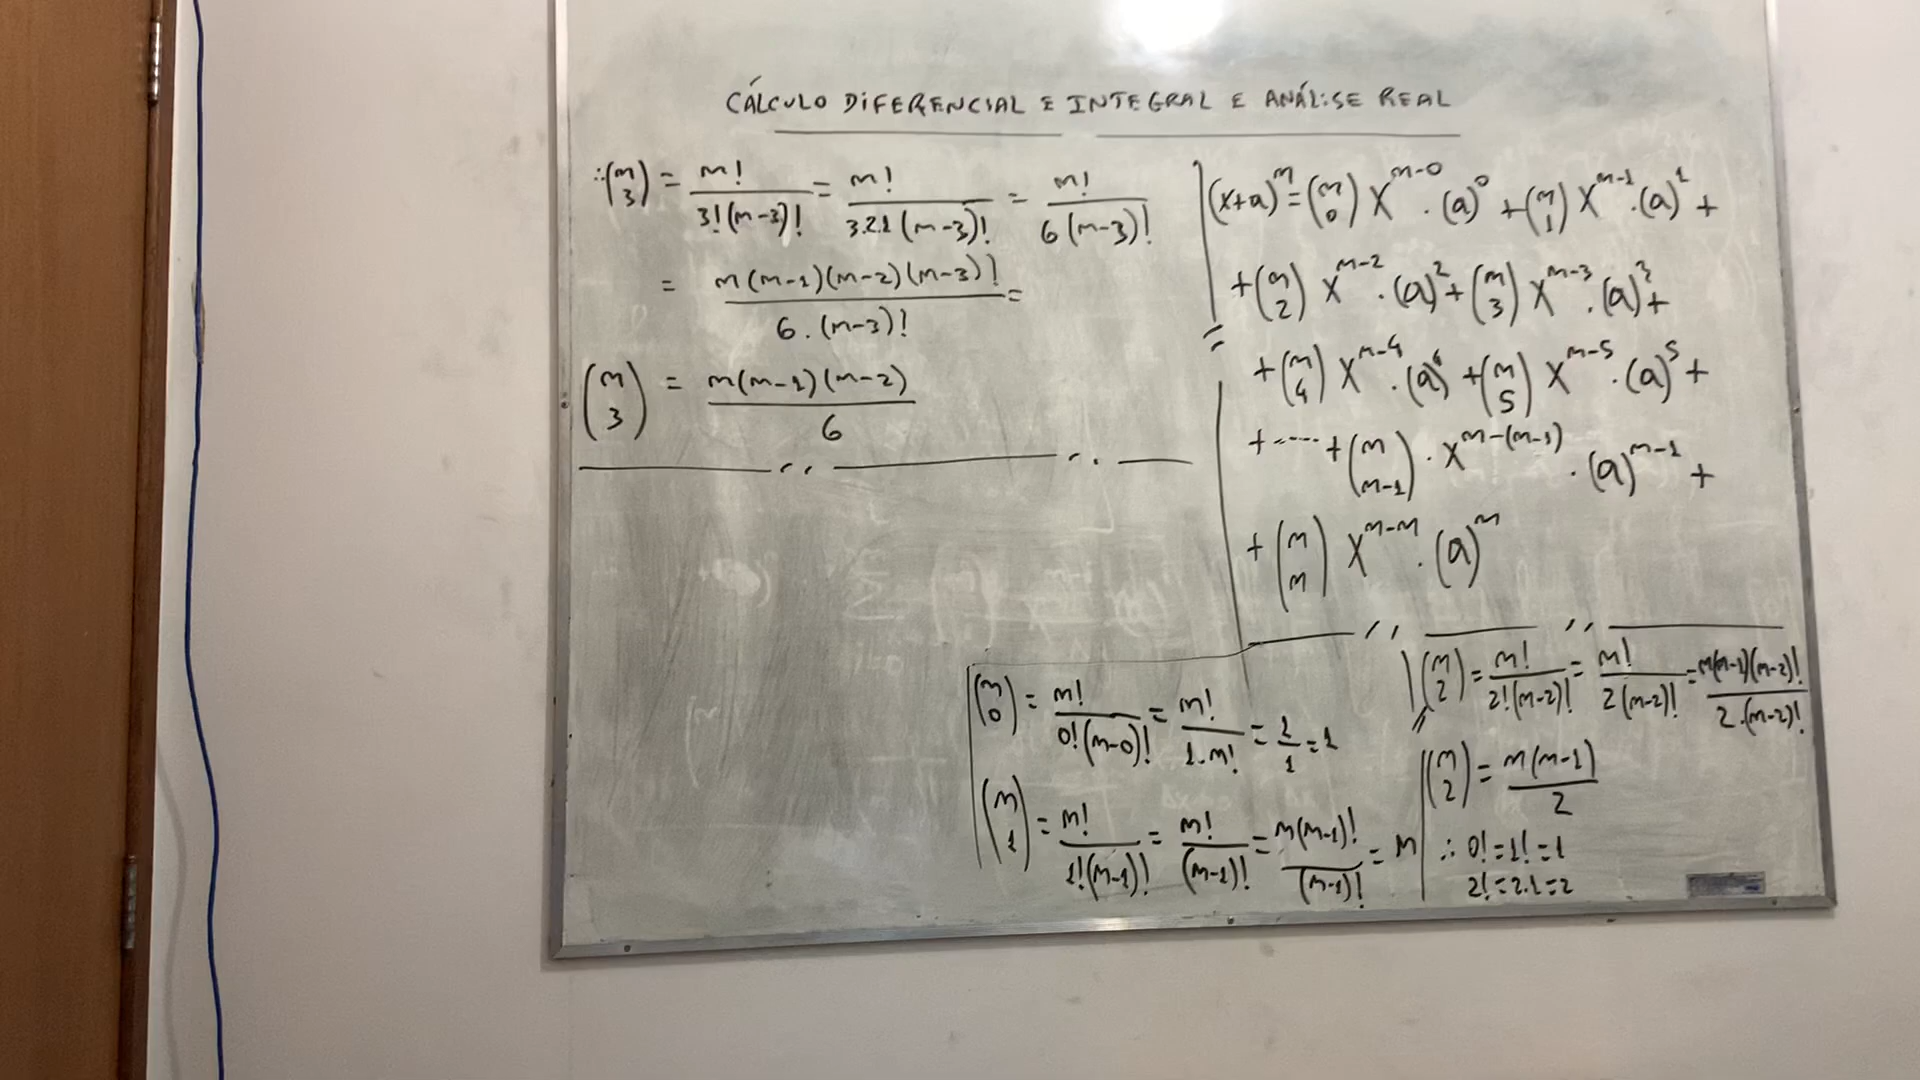 CÁLCULO DIFERENCIAL E INTEGRAL E ANÁLISE REAL
∴ (m 3) = m! / 3!(m-3)! = m! / 3.2.1(m-3)! = m! / 6(m-3)!
= m(m-1)(m-2)(m-3)! / 6.(m-3)! =
(m 3) = m(m-1)(m-2) / 6
(x+a)^m = (m 0) X^(m-0) . (a)^0 + (m 1) X^(m-1) . (a)^1 +
+ (m 2) X^(m-2) . (a)^2 + (m 3) X^(m-3) . (a)^3 +
+ (m 4) X^(m-4) . (a)^4 + (m 5) X^(m-5) . (a)^5 +
+ ..... + (m m-1) . X^(m-(m-1)) . (a)^(m-1) +
+ (m m) X^(m-m) . (a)^m
(m 0) = m! / 0!(m-0)! = m! / 1.m! = 1/1 = 1
(m 1) = m! / 1!(m-1)! = m! / (m-1)! = m(m-1)! / (m-1)! = m
(m 2) = m! / 2!(m-2)! = m! / 2(m-2)! = m(m-1)(m-2)! / 2.(m-2)!
(m 2) = m(m-1) / 2
∴ 0! = 1! = 1
2! = 2.1 = 2